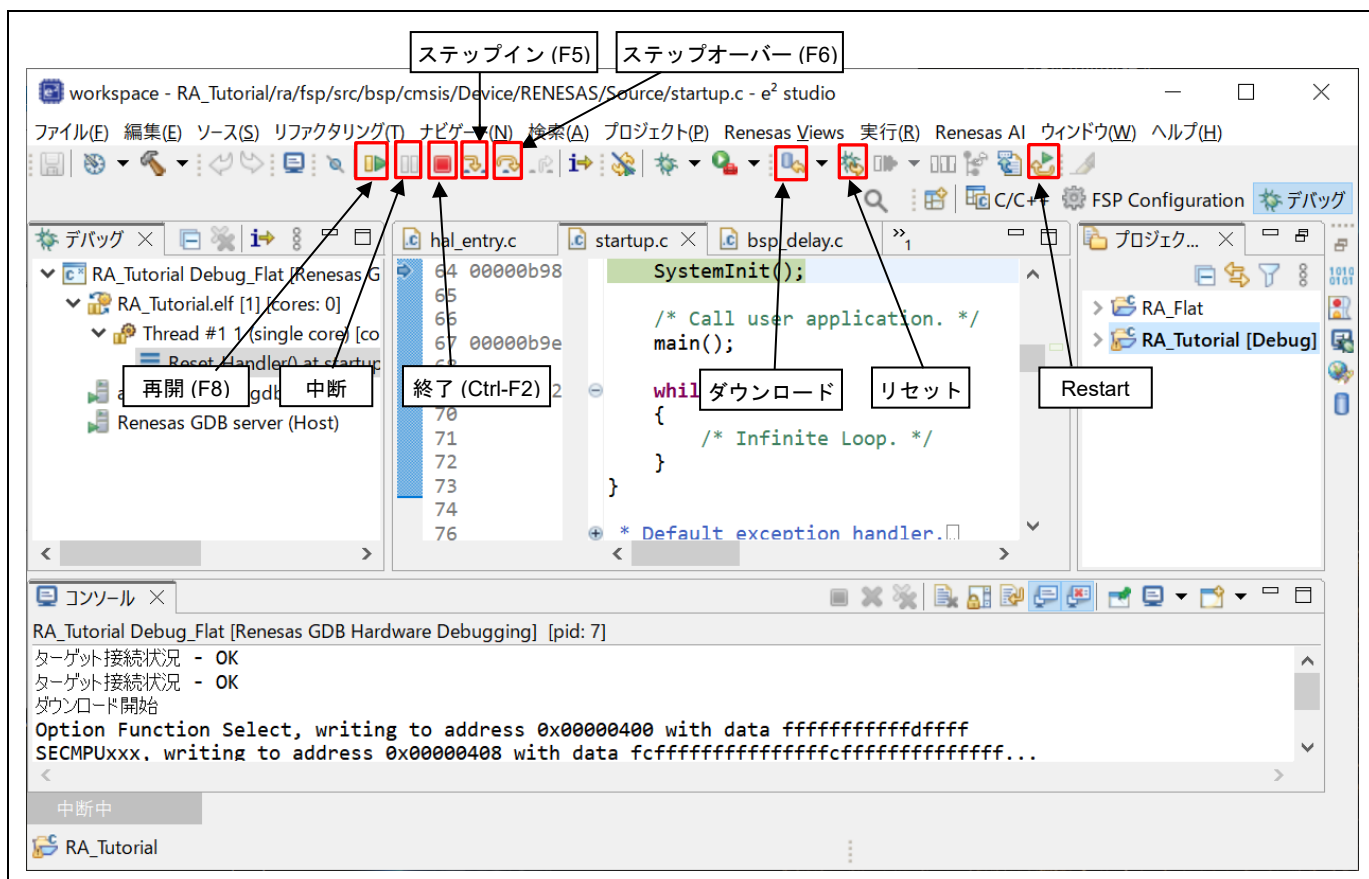 ステップイン (F5)
ステップオーバー (F6)
workspace - RA_Tutorial/ra/fsp/src/bsp/cmsis/Device/RENESAS/Source/startup.c - e² studio
ファイル(F) 編集(E) ソース(S) リファクタリング(T) ナビゲート(N) 検索(A) プロジェクト(P) Renesas Views 実行(R) Renesas AI ウィンドウ(W) ヘルプ(H)
C/C++ FSP Configuration デバッグ
デバッグ
RA_Tutorial Debug_Flat [Renesas G
RA_Tutorial.elf [1] [cores: 0]
Thread #1 1 (single core) [co
Reset_Handler() at startup
Renesas GDB server (Host)
hal_entry.c startup.c bsp_delay.c »1
64 00000b98 SystemInit();
65
66 /* Call user application. */
67 00000b9e main();
70 {
71 /* Infinite Loop. */
72 }
73 }
74
76 * Default exception handler.
プロジェク...
RA_Flat
RA_Tutorial [Debug]
再開 (F8)
中断
終了 (Ctrl-F2)
ダウンロード
リセット
Restart
コンソール
RA_Tutorial Debug_Flat [Renesas GDB Hardware Debugging] [pid: 7]
ターゲット接続状況 - OK
ターゲット接続状況 - OK
ダウンロード開始
Option Function Select, writing to address 0x00000400 with data ffffffffffffdffff
SECMPUxxx, writing to address 0x00000408 with data fcffffffffffffffffcffffffffffffff...
中断中
RA_Tutorial